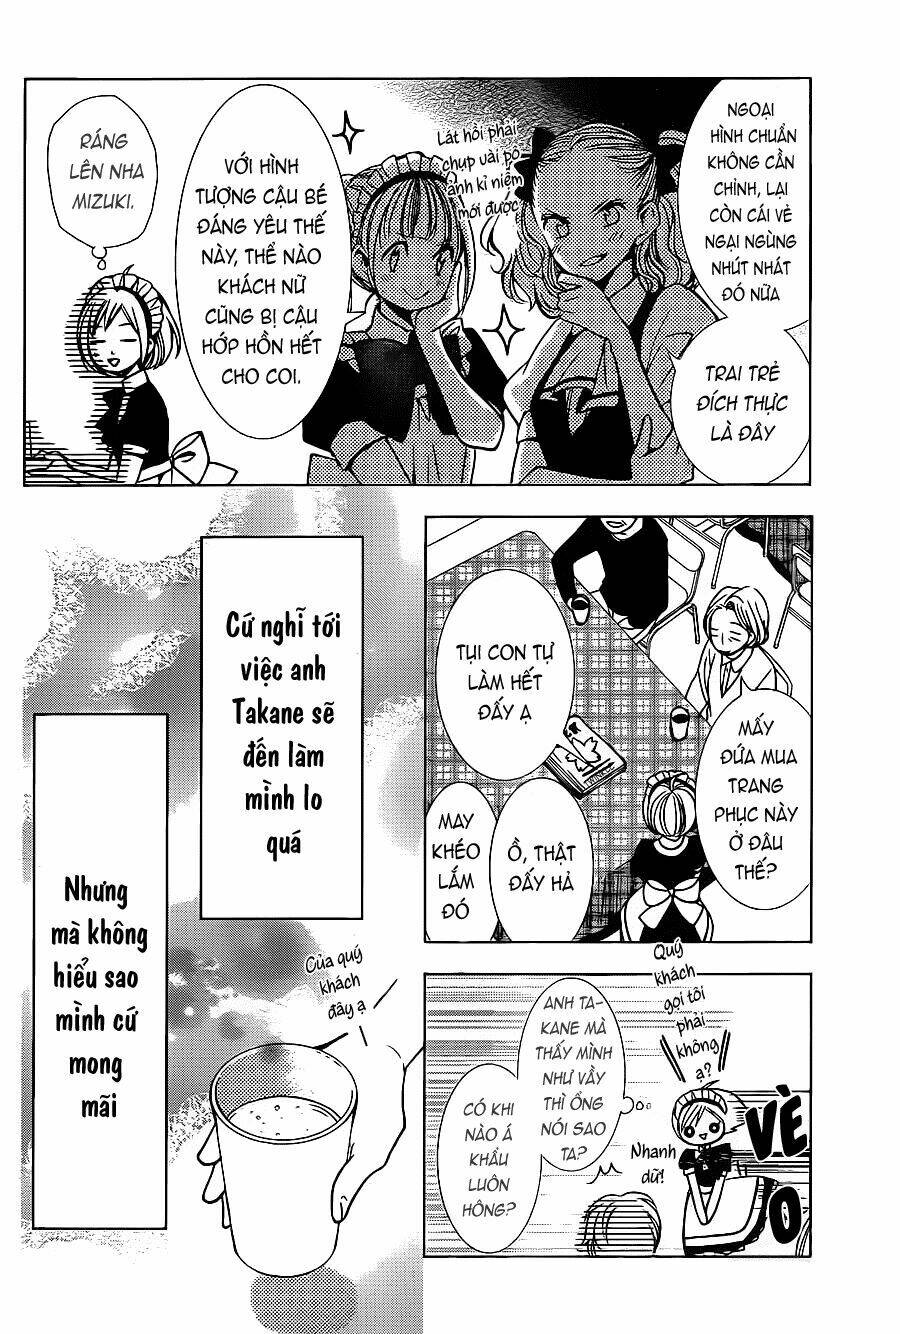 NGOẠI
HÌNH CHUẨN
KHÔNG CẦN
CHỈNH, LẠI
CÒN CÁI VẺ
NGẠI NGÙNG
NHÚT NHÁT
ĐÓ NỮA
TRAI TRẺ
ĐÍCH THỰC
LÀ ĐÂY
Lát hồi phải
chụp vài pô
ảnh kỉ niệm
mới được
VỚI HÌNH
TƯỢNG CẬU BÉ
ĐÁNG YÊU THẾ
NÀY, THỂ NÀO
KHÁCH NỮ
CŨNG BỊ CẬU
HỚP HỒN HẾT
CHO COI.
RÁNG
LÊN NHA
MIZUKI.
MẤY
ĐỨA MUA
TRANG
PHỤC NÀY
Ở ĐÂU
THẾ?
TỤI CON TỰ
LÀM HẾT
ĐẤY Ạ
Ồ, THẬT
ĐẤY HẢ
MAY
KHÉO
LẮM
ĐÓ
Quý
khách
gọi tôi
phải
không
ạ?
VÈ
O
Nhanh
dữ!
ANH TA-
KANE MÀ
THẤY MÌNH
NHƯ VẦY
THÌ ỔNG
NÓI SAO
TA?
CÓ KHI
NÀO Á
KHẨU
LUÔN
HÔNG?
Cứ nghĩ tới
việc anh
Takane sẽ
đến làm
mình lo
quá
Của quý
khách
đây ạ
Nhưng
mà không
hiểu sao
mình cứ
mong
mãi